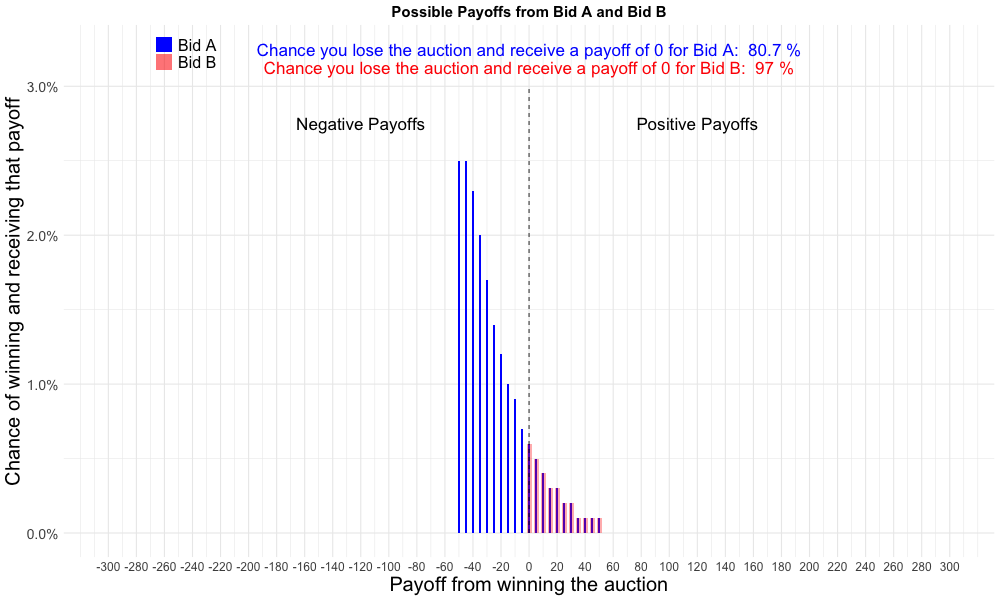 Possible Payoffs from Bid A and Bid B
Bid A
Bid B
Chance you lose the auction and receive a payoff of 0 for Bid A:  80.7 %
Chance you lose the auction and receive a payoff of 0 for Bid B:  97 %
Negative Payoffs
Positive Payoffs
Chance of winning and receiving that payoff
3.0%
2.0%
1.0%
0.0%
-300 -280 -260 -240 -220 -200 -180 -160 -140 -120 -100 -80 -60 -40 -20 0 20 40 60 80 100 120 140 160 180 200 220 240 260 280 300
Payoff from winning the auction